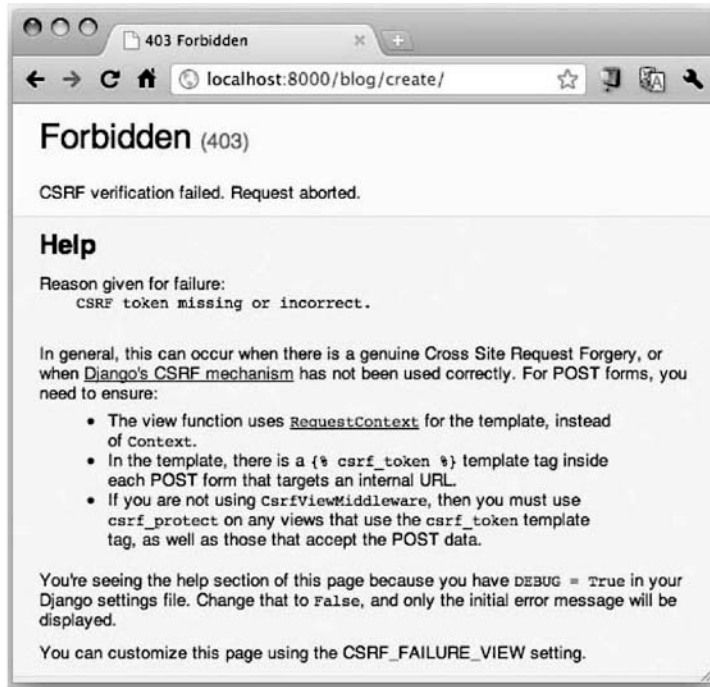 403 Forbidden
localhost:8000/blog/create/
Forbidden (403)
CSRF verification failed. Request aborted.
Help
Reason given for failure:
CSRF token missing or incorrect.
In general, this can occur when there is a genuine Cross Site Request Forgery, or
when Django's CSRF mechanism has not been used correctly. For POST forms, you
need to ensure:
• The view function uses RequestContext for the template, instead
of Context.
• In the template, there is a {% csrf_token %} template tag inside
each POST form that targets an internal URL.
• If you are not using CsrfViewMiddleware, then you must use
csrf_protect on any views that use the csrf_token template
tag, as well as those that accept the POST data.
You're seeing the help section of this page because you have DEBUG = True in your
Django settings file. Change that to False, and only the initial error message will be
displayed.
You can customize this page using the CSRF_FAILURE_VIEW setting.